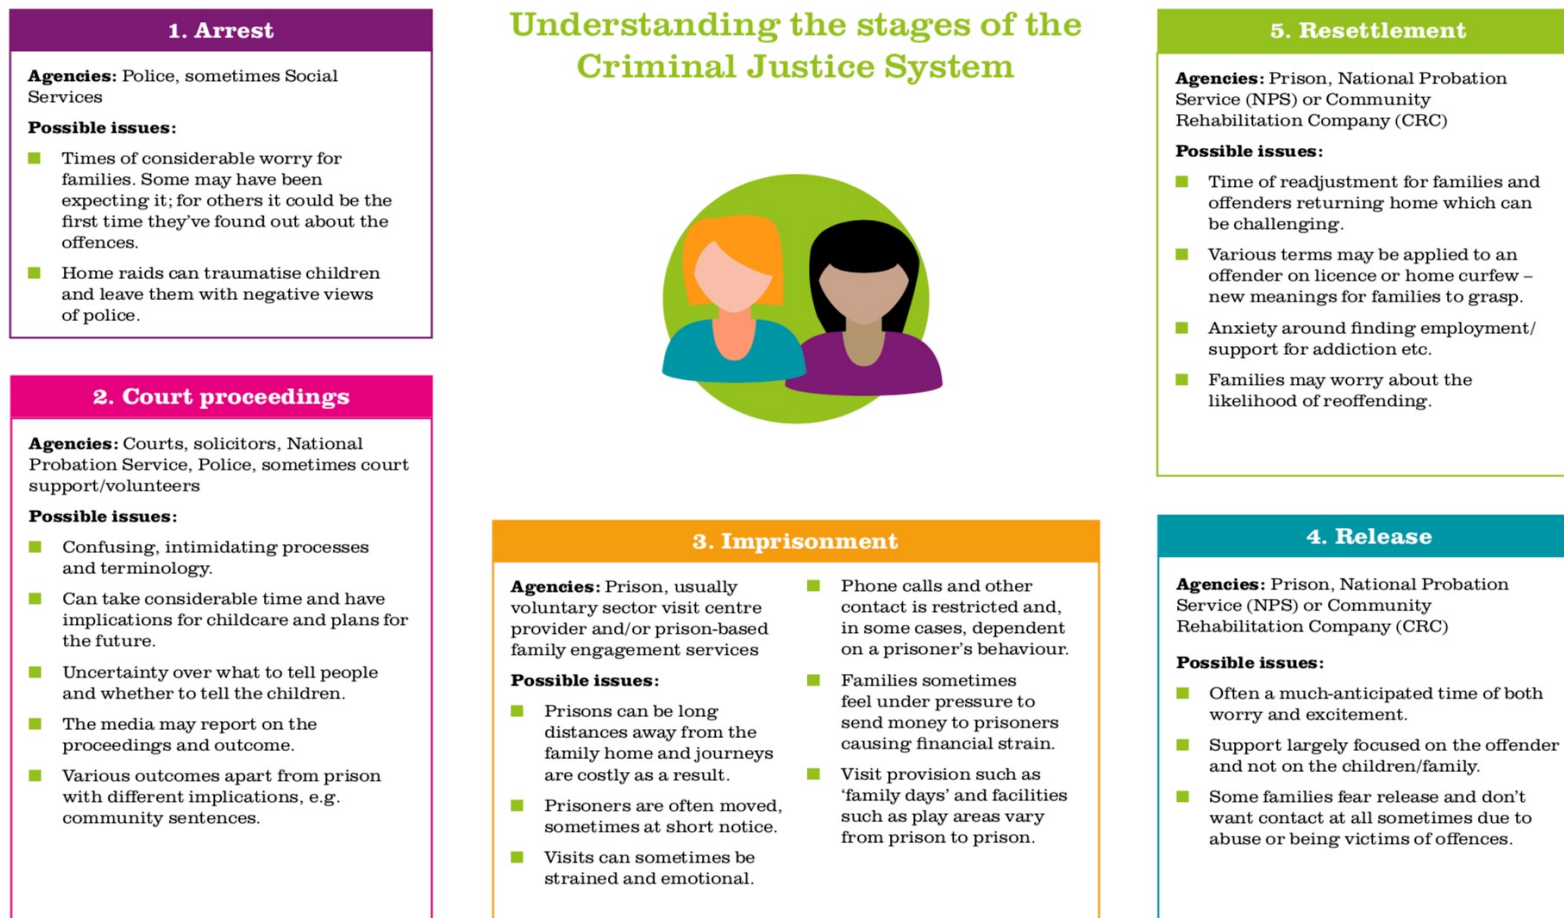 Understanding the stages of the
Criminal Justice System
1. Arrest
Agencies: Police, sometimes Social
Services
Possible issues:
Times of considerable worry for
families. Some may have been
expecting it; for others it could be the
first time they’ve found out about the
offences.
Home raids can traumatise children
and leave them with negative views
of police.
2. Court proceedings
Agencies: Courts, solicitors, National
Probation Service, Police, sometimes court
support/volunteers
Possible issues:
Confusing, intimidating processes
and terminology.
Can take considerable time and have
implications for childcare and plans for
the future.
Uncertainty over what to tell people
and whether to tell the children.
The media may report on the
proceedings and outcome.
Various outcomes apart from prison
with different implications, e.g.
community sentences.
3. Imprisonment
Agencies: Prison, usually
voluntary sector visit centre
provider and/or prison-based
family engagement services
Possible issues:
Prisons can be long
distances away from the
family home and journeys
are costly as a result.
Prisoners are often moved,
sometimes at short notice.
Visits can sometimes be
strained and emotional.
Phone calls and other
contact is restricted and,
in some cases, dependent
on a prisoner’s behaviour.
Families sometimes
feel under pressure to
send money to prisoners
causing financial strain.
Visit provision such as
‘family days’ and facilities
such as play areas vary
from prison to prison.
4. Release
Agencies: Prison, National Probation
Service (NPS) or Community
Rehabilitation Company (CRC)
Possible issues:
Often a much-anticipated time of both
worry and excitement.
Support largely focused on the offender
and not on the children/family.
Some families fear release and don’t
want contact at all sometimes due to
abuse or being victims of offences.
5. Resettlement
Agencies: Prison, National Probation
Service (NPS) or Community
Rehabilitation Company (CRC)
Possible issues:
Time of readjustment for families and
offenders returning home which can
be challenging.
Various terms may be applied to an
offender on licence or home curfew –
new meanings for families to grasp.
Anxiety around finding employment/
support for addiction etc.
Families may worry about the
likelihood of reoffending.